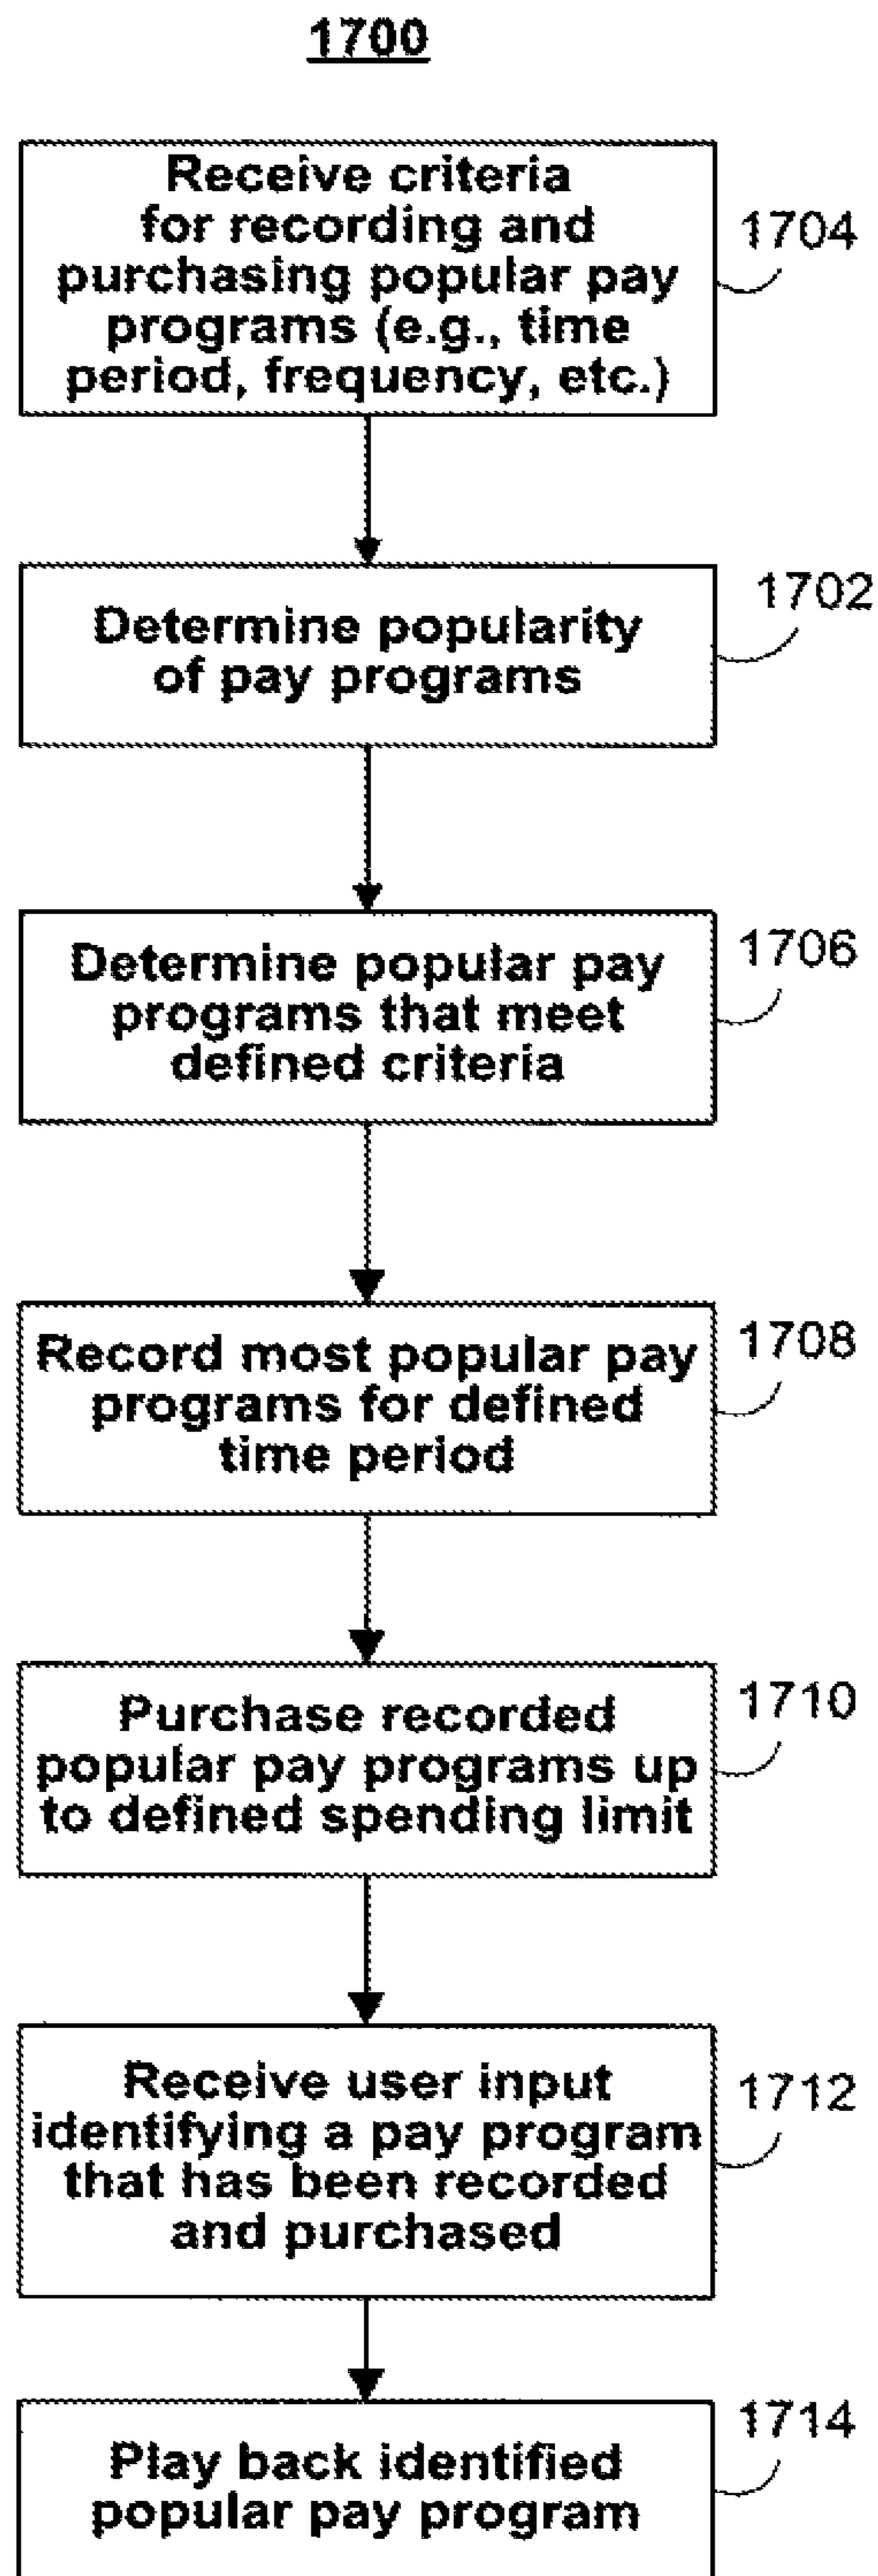 1700
Receive criteria
for recording and
purchasing popular pay
programs (e.g., time
period, frequency, etc.)
1704
Determine popularity
of pay programs
1702
Determine popular pay
programs that meet
defined criteria
1706
Record most popular pay
programs for defined
time period
1708
Purchase recorded
popular pay programs up
to defined spending limit
1710
Receive user input
identifying a pay program
that has been recorded
and purchased
1712
Play back identified
popular pay program
1714